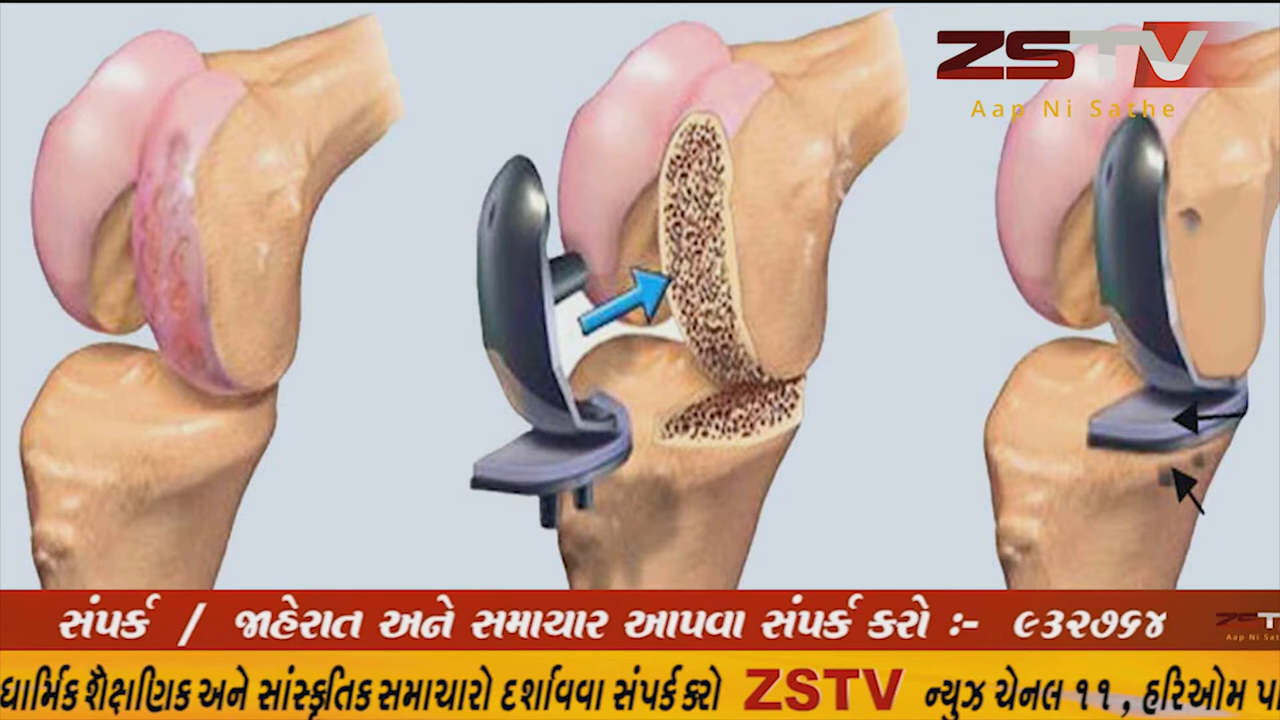 ZSTV
Aap Ni Sathe
સંપર્ક / જાહેરાત અને સમાચાર આપવા સંપર્ક કરો :- ૯૩૨૭૬૪
ધાર્મિક શૈક્ષણિક અને સાંસ્કૃતિક સમાચારો દર્શાવવા સંપર્ક કરો ZSTV ન્યુઝ ચેનલ ૧૧ , હરિઓમ